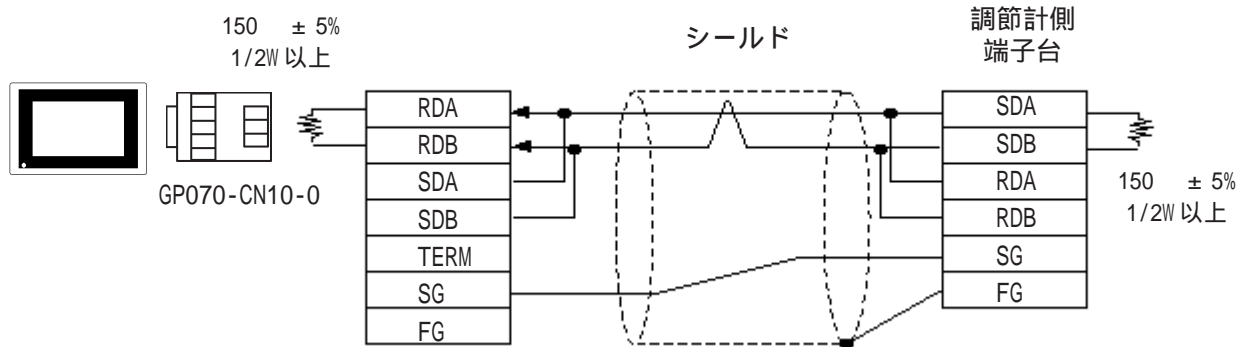 150 ± 5%
1/2W 以上
GP070-CN10-0
RDA
RDB
SDA
SDB
TERM
SG
FG
シールド
調節計側
端子台
SDA
SDB
RDA
RDB
SG
FG
150 ± 5%
1/2W 以上